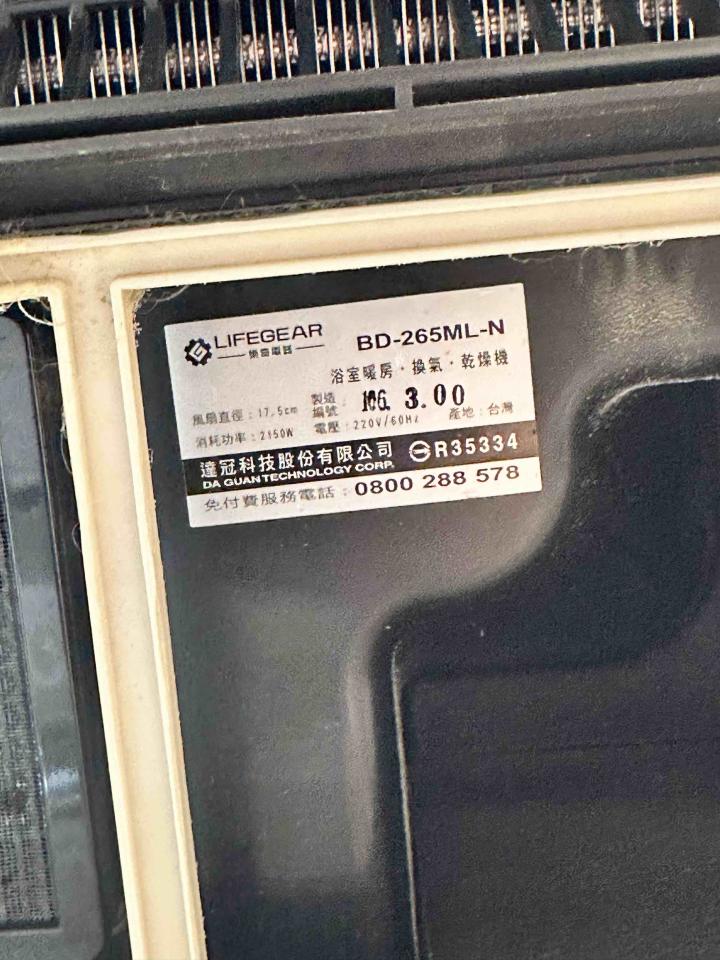 LIFEGEAR
樂奇電器
BD-265ML-N
浴室暖房・換氣・乾燥機
風扇直徑：17.5cm
製造編號： 106. 3.00
消耗功率：2150W
電壓：220V/60Hz
產地：台灣
達冠科技股份有限公司
DA GUAN TECHNOLOGY CORP.
R35334
免付費服務電話：0800 288 578